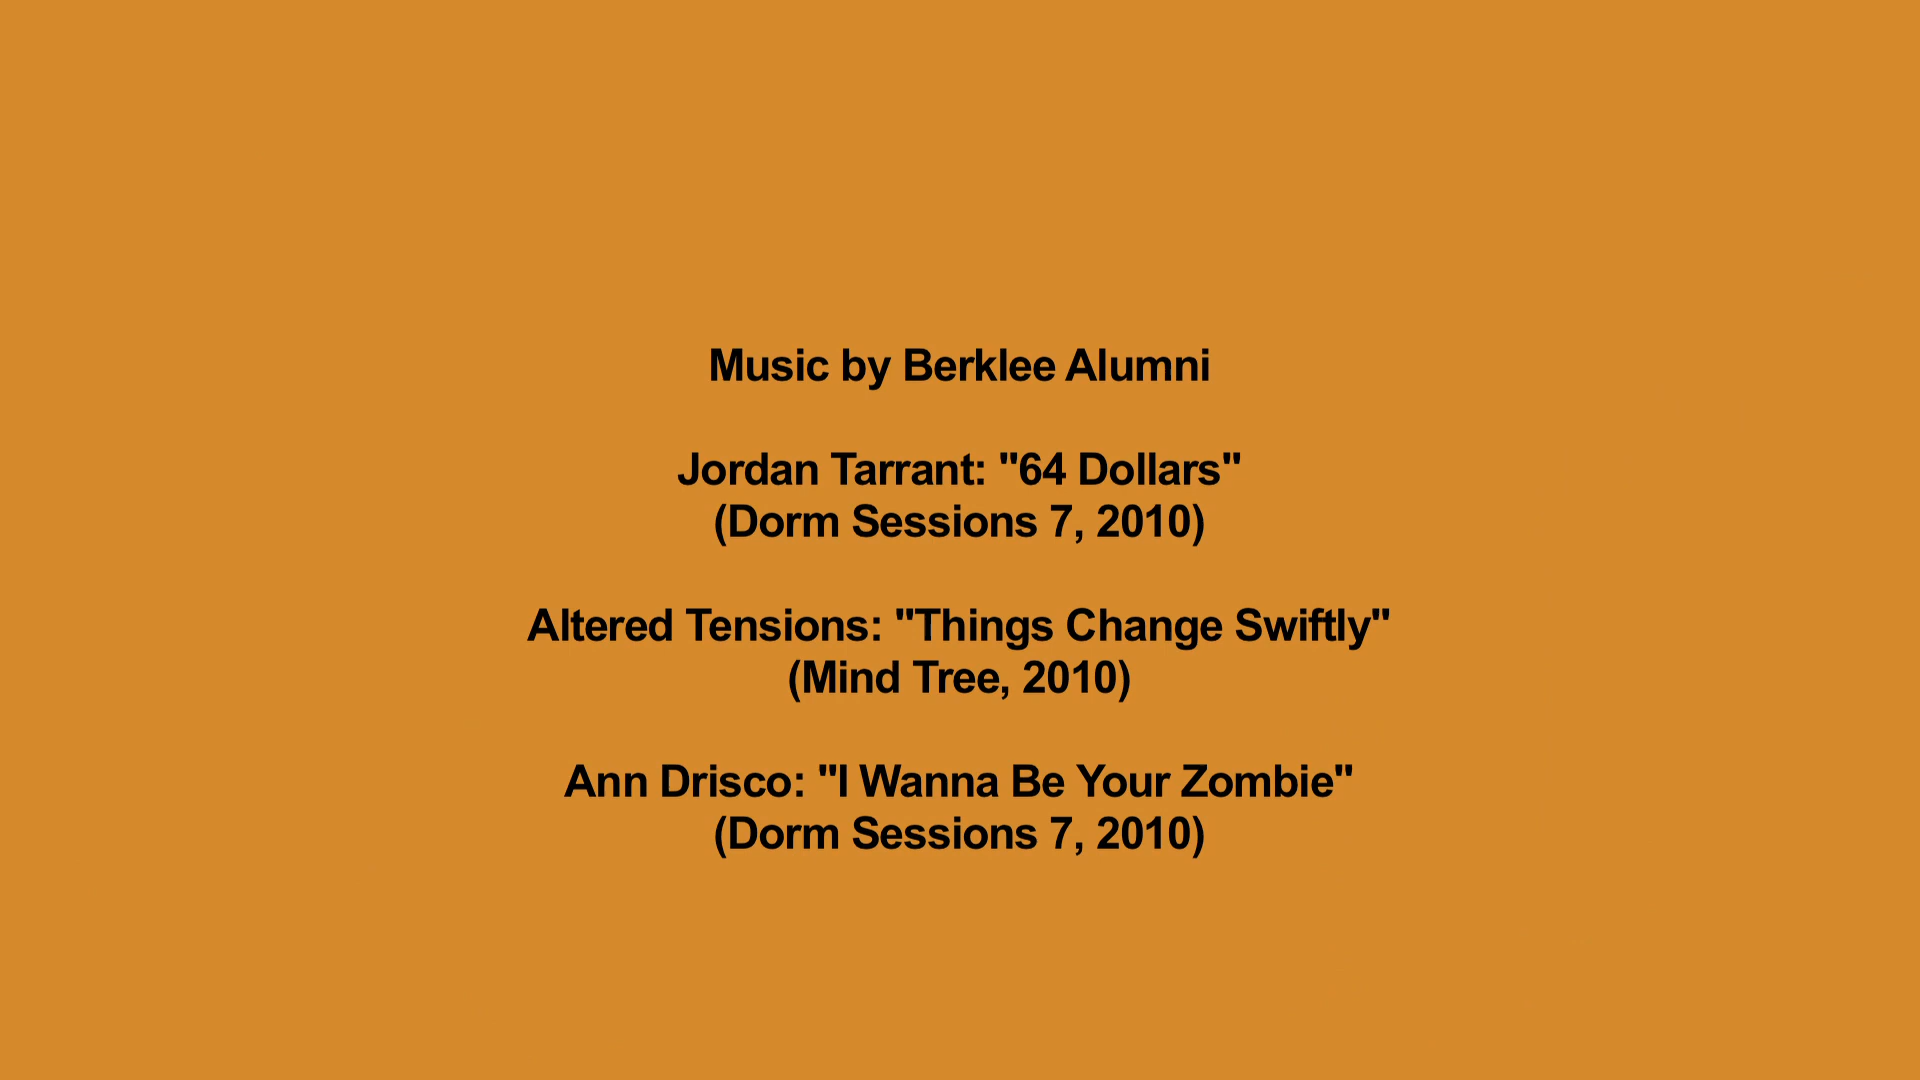 Music by Berklee Alumni
Jordan Tarrant: "64 Dollars"
(Dorm Sessions 7, 2010)
Altered Tensions: "Things Change Swiftly"
(Mind Tree, 2010)
Ann Drisco: "I Wanna Be Your Zombie"
(Dorm Sessions 7, 2010)